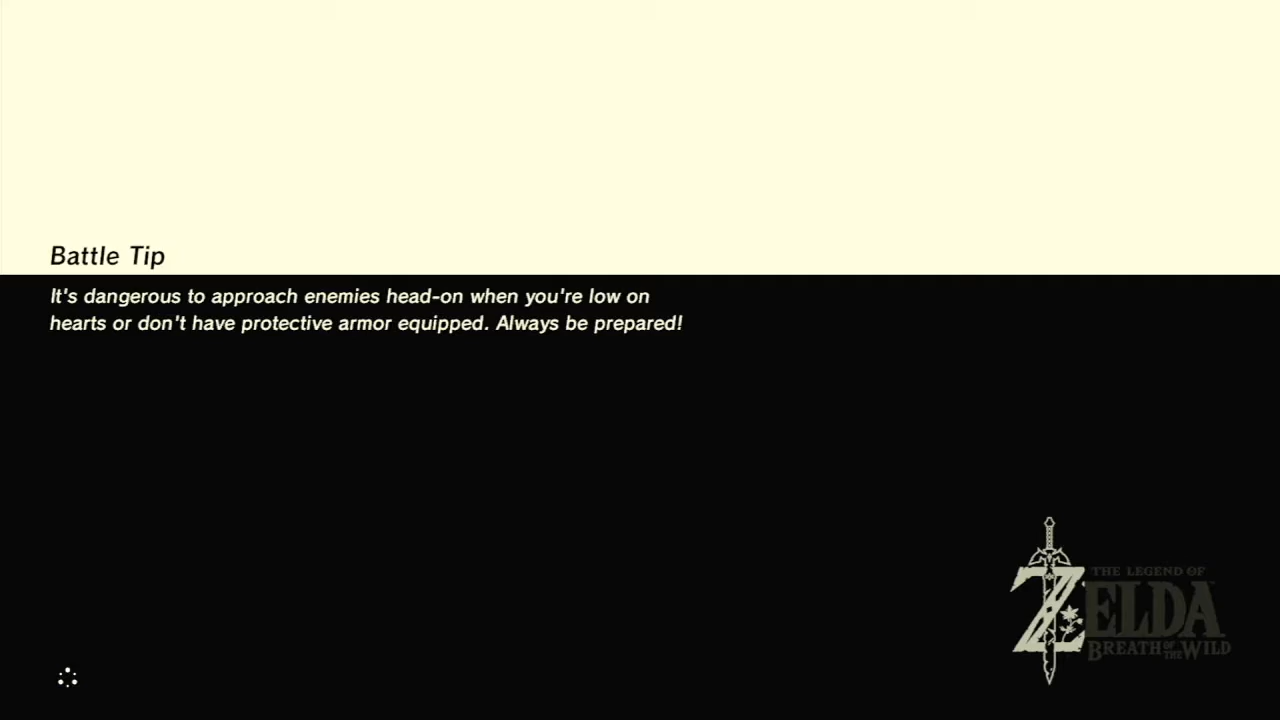 Battle Tip
It's dangerous to approach enemies head-on when you're low on
hearts or don't have protective armor equipped. Always be prepared!
THE LEGEND OF
ZELDA
BREATH OF THE WILD